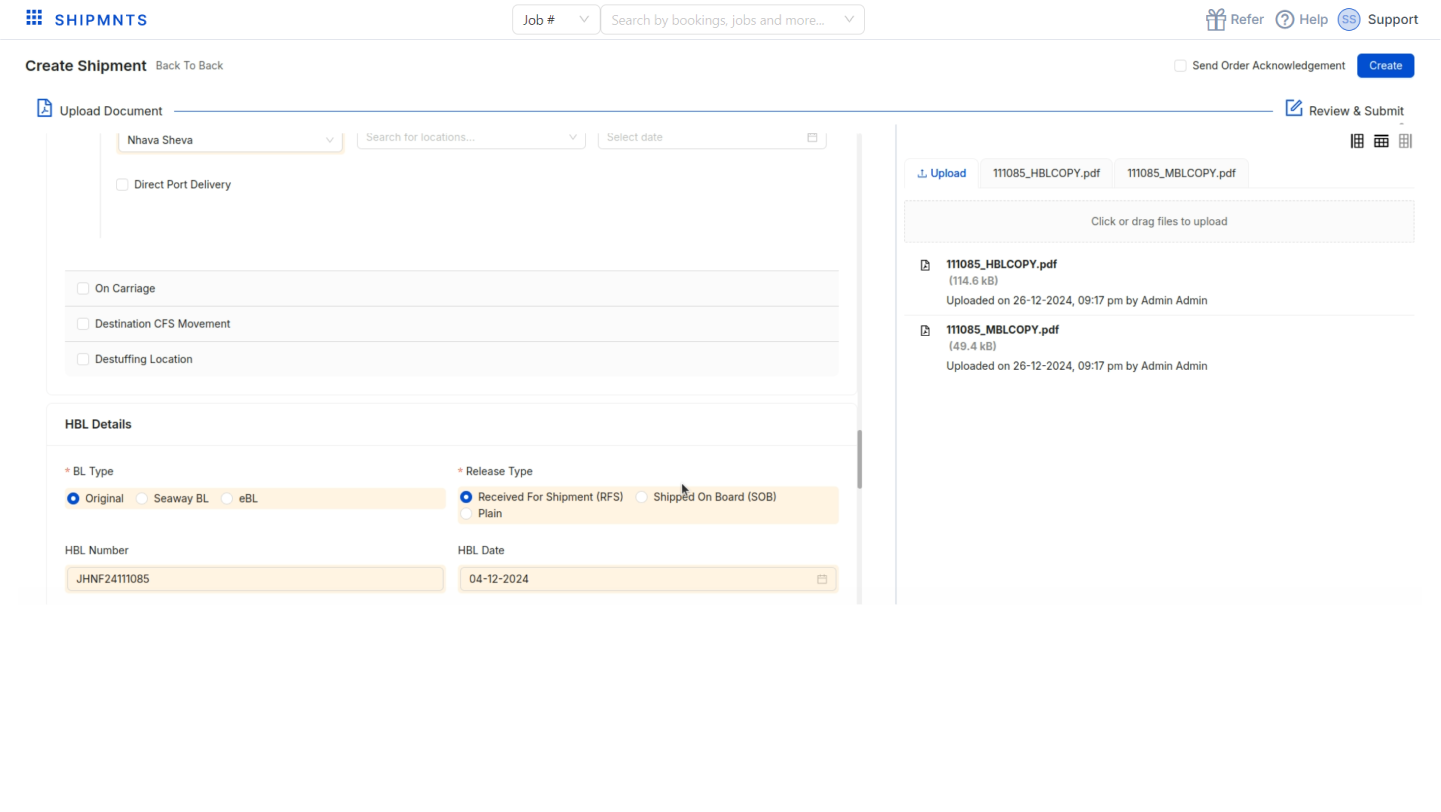 SHIPMNTS
Job #
Search by bookings, jobs and more...
Refer
Help
SS
Support
Create Shipment
Back To Back
Send Order Acknowledgement
Create
Upload Document
Review & Submit
Nhava Sheva
Search for locations...
Select date
Direct Port Delivery
On Carriage
Destination CFS Movement
Destuffing Location
HBL Details
* BL Type
Original
Seaway BL
eBL
* Release Type
Received For Shipment (RFS)
Shipped On Board (SOB)
Plain
HBL Number
JHNF24111085
HBL Date
04-12-2024
Upload
111085_HBLCOPY.pdf
111085_MBLCOPY.pdf
Click or drag files to upload
111085_HBLCOPY.pdf
(114.6 kB)
Uploaded on 26-12-2024, 09:17 pm by Admin Admin
111085_MBLCOPY.pdf
(49.4 kB)
Uploaded on 26-12-2024, 09:17 pm by Admin Admin